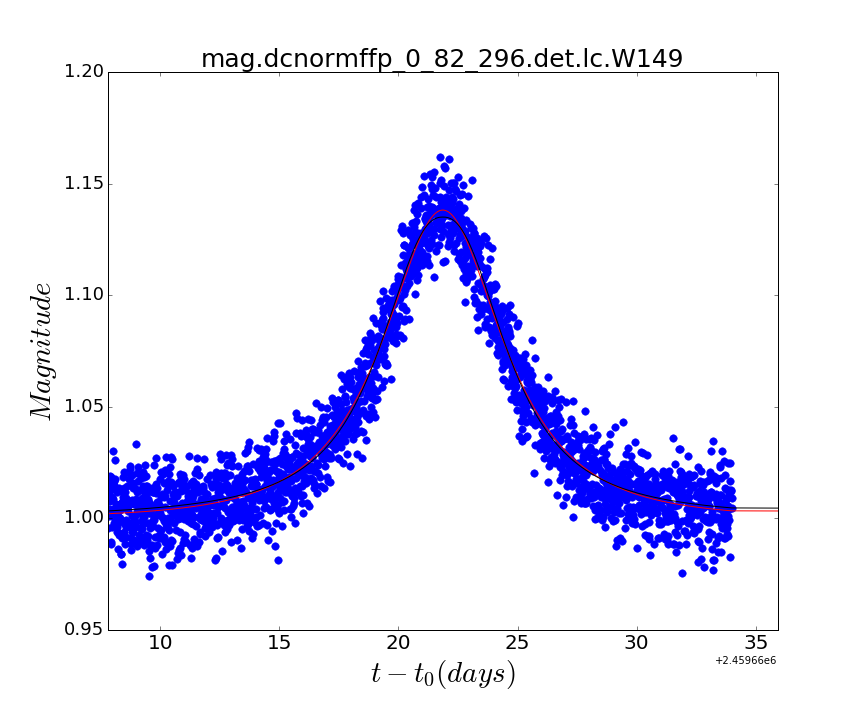 mag.dcnormffp_0_82_296.det.lc.W149
1.20
1.15
1.10
1.05
1.00
0.95
Magnitude
10 15 20 25 30 35
+2.45966e6
t − t₀(days)